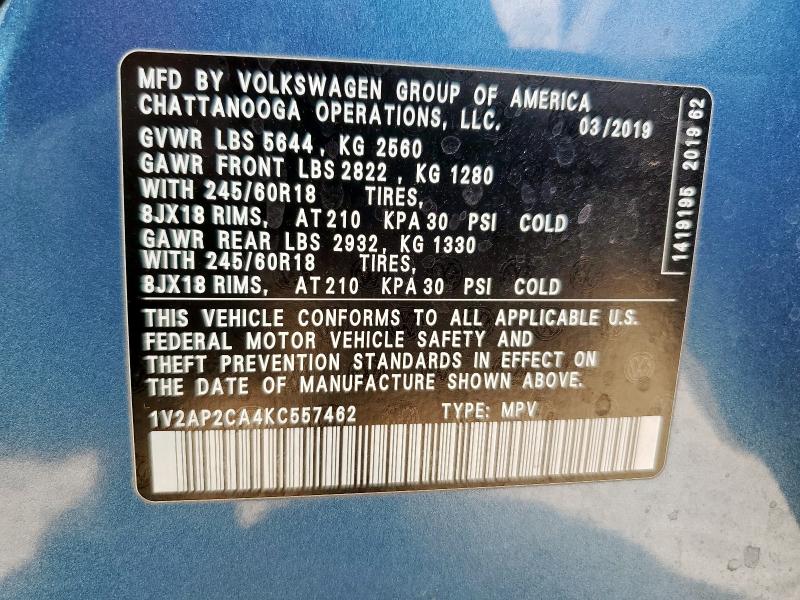 MFD BY VOLKSWAGEN GROUP OF AMERICA
CHATTANOOGA OPERATIONS, LLC. 03/2019
GVWR LBS 5644, KG 2560
GAWR FRONT LBS 2822, KG 1280
WITH 245/60R18 TIRES,
8JX18 RIMS, AT 210 KPA 30 PSI COLD
GAWR REAR LBS 2932, KG 1330
WITH 245/60R18 TIRES,
8JX18 RIMS, AT 210 KPA 30 PSI COLD
THIS VEHICLE CONFORMS TO ALL APPLICABLE U.S.
FEDERAL MOTOR VEHICLE SAFETY AND
THEFT PREVENTION STANDARDS IN EFFECT ON
THE DATE OF MANUFACTURE SHOWN ABOVE.
1V2AP2CA4KC557462 TYPE: MPV
1419195 2019 62